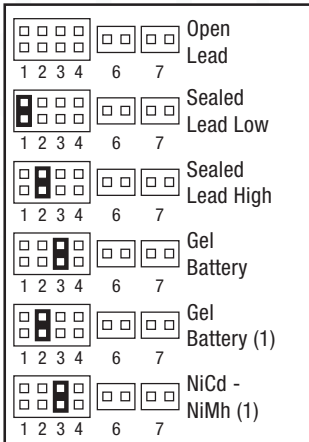 Open
Lead
1 2 3 4 6 7
Sealed
Lead Low
1 2 3 4 6 7
Sealed
Lead High
1 2 3 4 6 7
Gel
Battery
1 2 3 4 6 7
Gel
Battery (1)
1 2 3 4 6 7
NiCd -
NiMh (1)
1 2 3 4 6 7